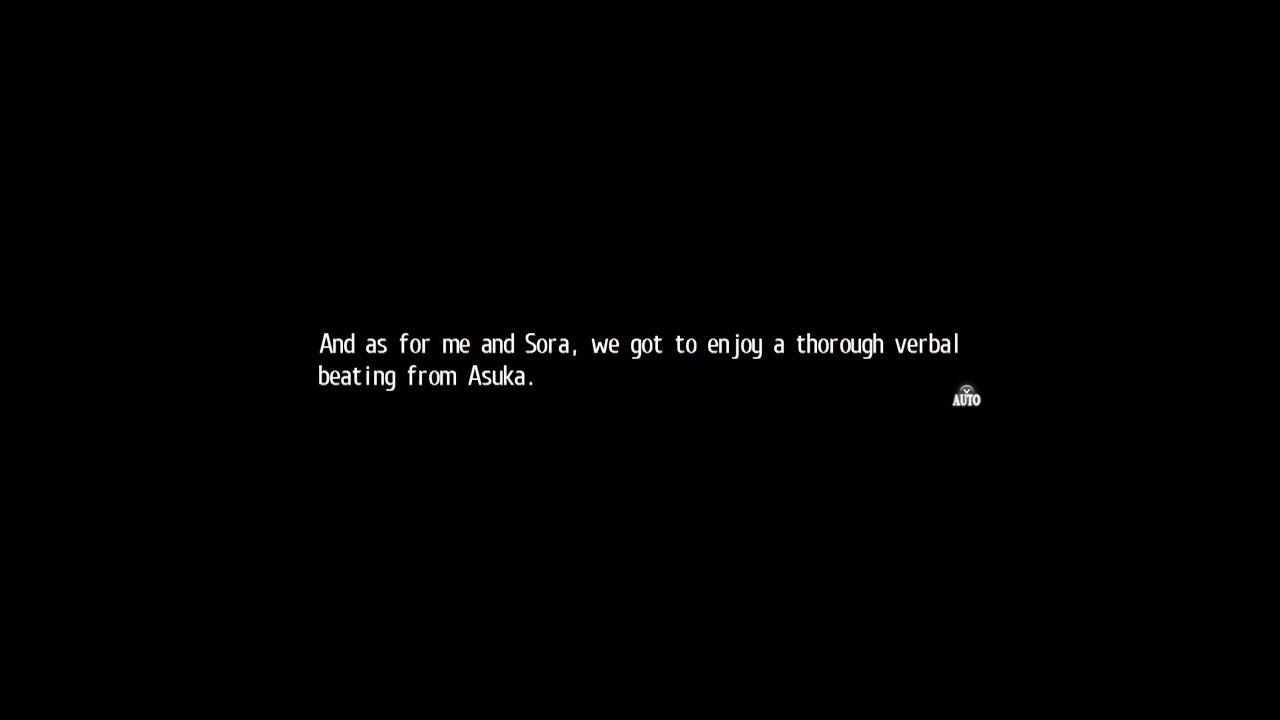 And as for me and Sora, we got to enjoy a thorough verbal
beating from Asuka.
AUTO